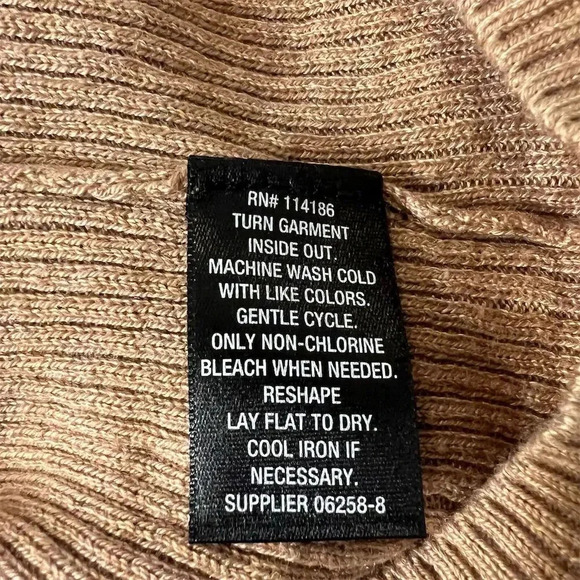 RN# 114186
TURN GARMENT
INSIDE OUT.
MACHINE WASH COLD
WITH LIKE COLORS.
GENTLE CYCLE.
ONLY NON-CHLORINE
BLEACH WHEN NEEDED.
RESHAPE
LAY FLAT TO DRY.
COOL IRON IF
NECESSARY.
SUPPLIER 06258-8